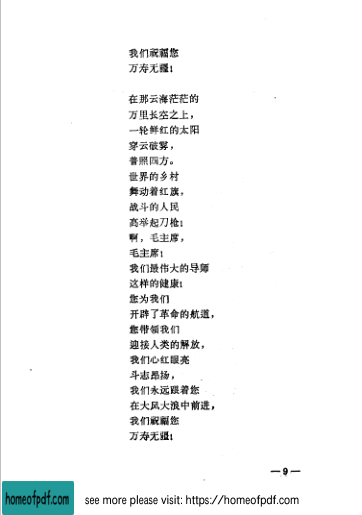 我们祝福您
万寿无疆！
在那云海茫茫的
万里长空之上，
一轮鲜红的太阳
穿云破雾，
普照四方。
世界的乡村
舞动着红旗，
战斗的人民
高举起刀枪！
啊，毛主席，
毛主席！
我们最伟大的导师
这样的健康！
您为我们
开辟了革命的航道，
您带领我们
迎接人类的解放，
我们心红眼亮
斗志昂扬，
我们永远跟着您
在大风大浪中前进，
我们祝福您
万寿无疆！
—9—
homeofpdf.com see more please visit: https://homeofpdf.com